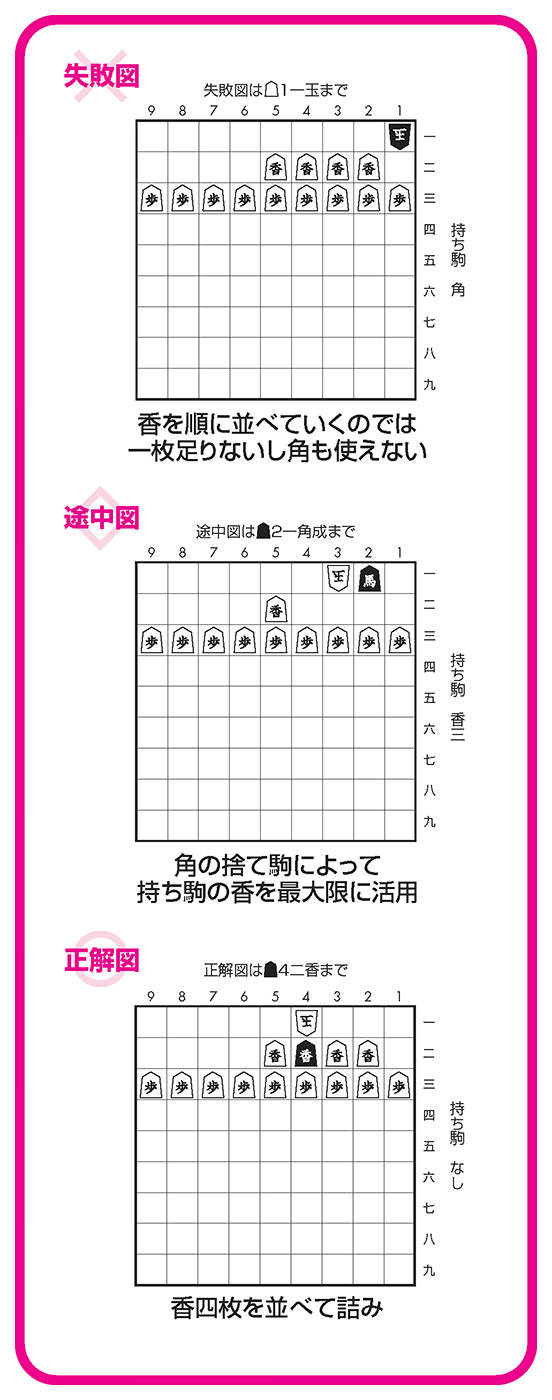 失敗図
失敗図は☖1一玉まで
9 8 7 6 5 4 3 2 1
王 一
香 香 香 香 二
歩 歩 歩 歩 歩 歩 歩 歩 歩 三
四
五
六
七
八
九
持ち駒 角
香を順に並べていくのでは
一枚足りないし角も使えない
途中図
途中図は☗2一角成まで
9 8 7 6 5 4 3 2 1
王 馬 一
香 二
歩 歩 歩 歩 歩 歩 歩 歩 歩 三
四
五
六
七
八
九
持ち駒 香三
角の捨て駒によって
持ち駒の香を最大限に活用
正解図
正解図は☗4二香まで
9 8 7 6 5 4 3 2 1
王 一
香 香 香 香 二
歩 歩 歩 歩 歩 歩 歩 歩 歩 三
四
五
六
七
八
九
持ち駒 なし
香四枚を並べて詰み